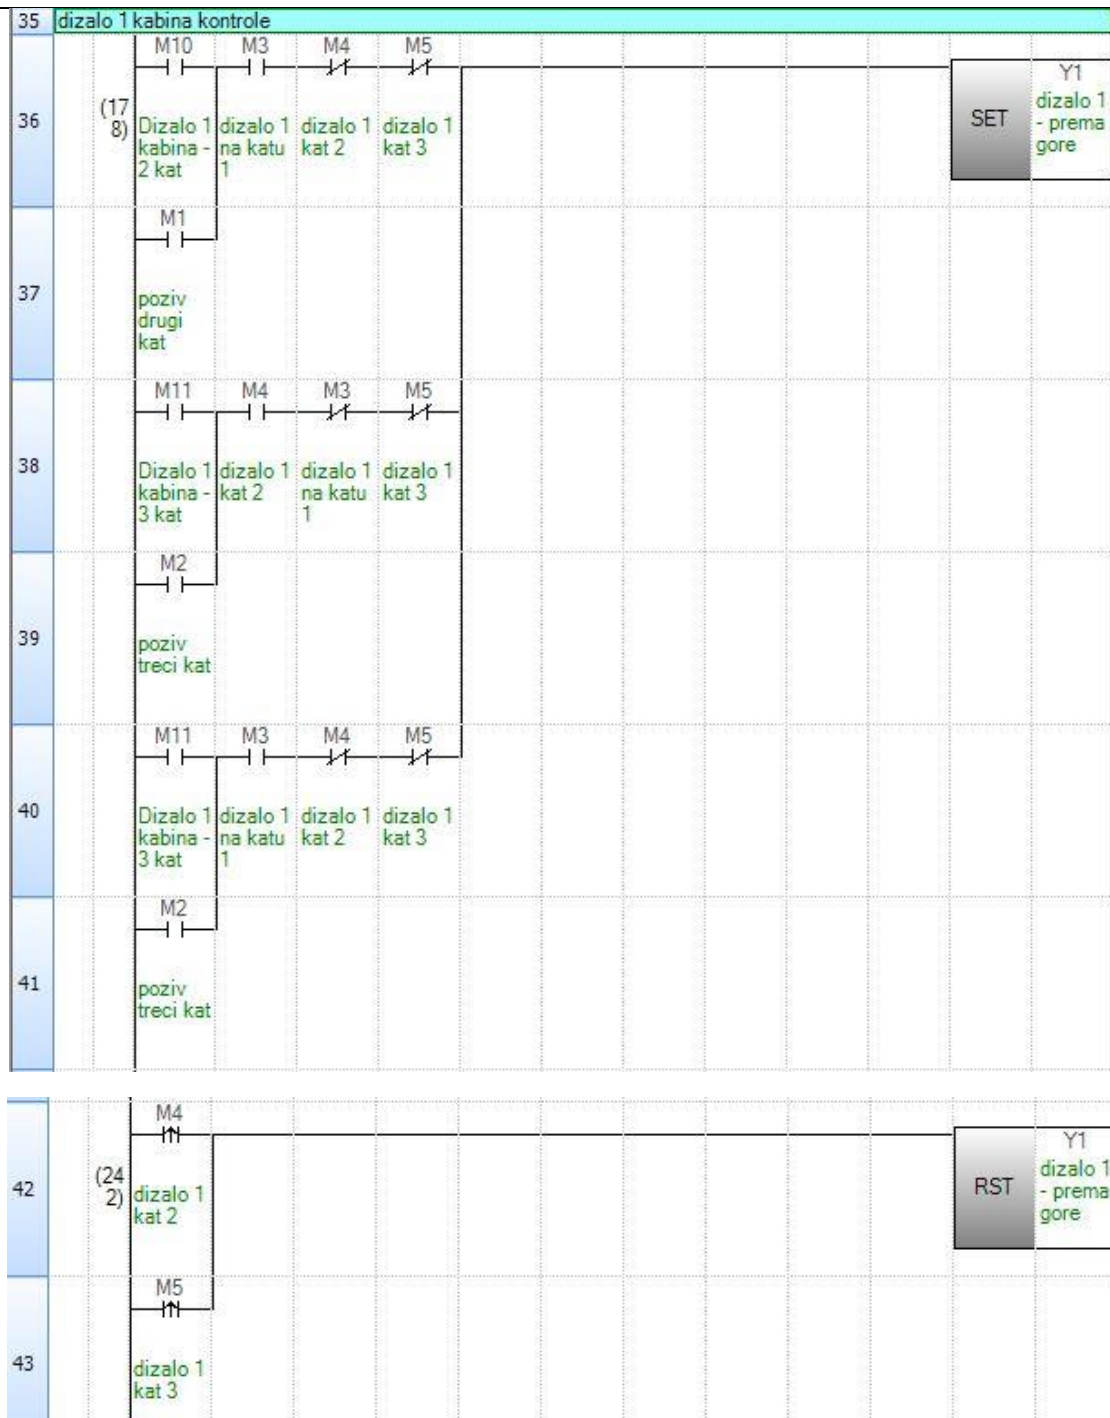 35 dizalo 1 kabina kontrole
M10 M3 M4 M5
36
(17
8)
Dizalo 1
kabina -
2 kat
dizalo 1
na katu
1
dizalo 1
kat 2
dizalo 1
kat 3
SET
Y1
dizalo 1
- prema
gore
M1
37
poziv
drugi
kat
M11 M4 M3 M5
38
Dizalo 1
kabina -
3 kat
dizalo 1
kat 2
dizalo 1
na katu
1
dizalo 1
kat 3
M2
39
poziv
treci kat
M11 M3 M4 M5
40
Dizalo 1
kabina -
3 kat
dizalo 1
na katu
1
dizalo 1
kat 2
dizalo 1
kat 3
M2
41
poziv
treci kat
M4
42
(24
2)
dizalo 1
kat 2
RST
Y1
dizalo 1
- prema
gore
M5
43
dizalo 1
kat 3